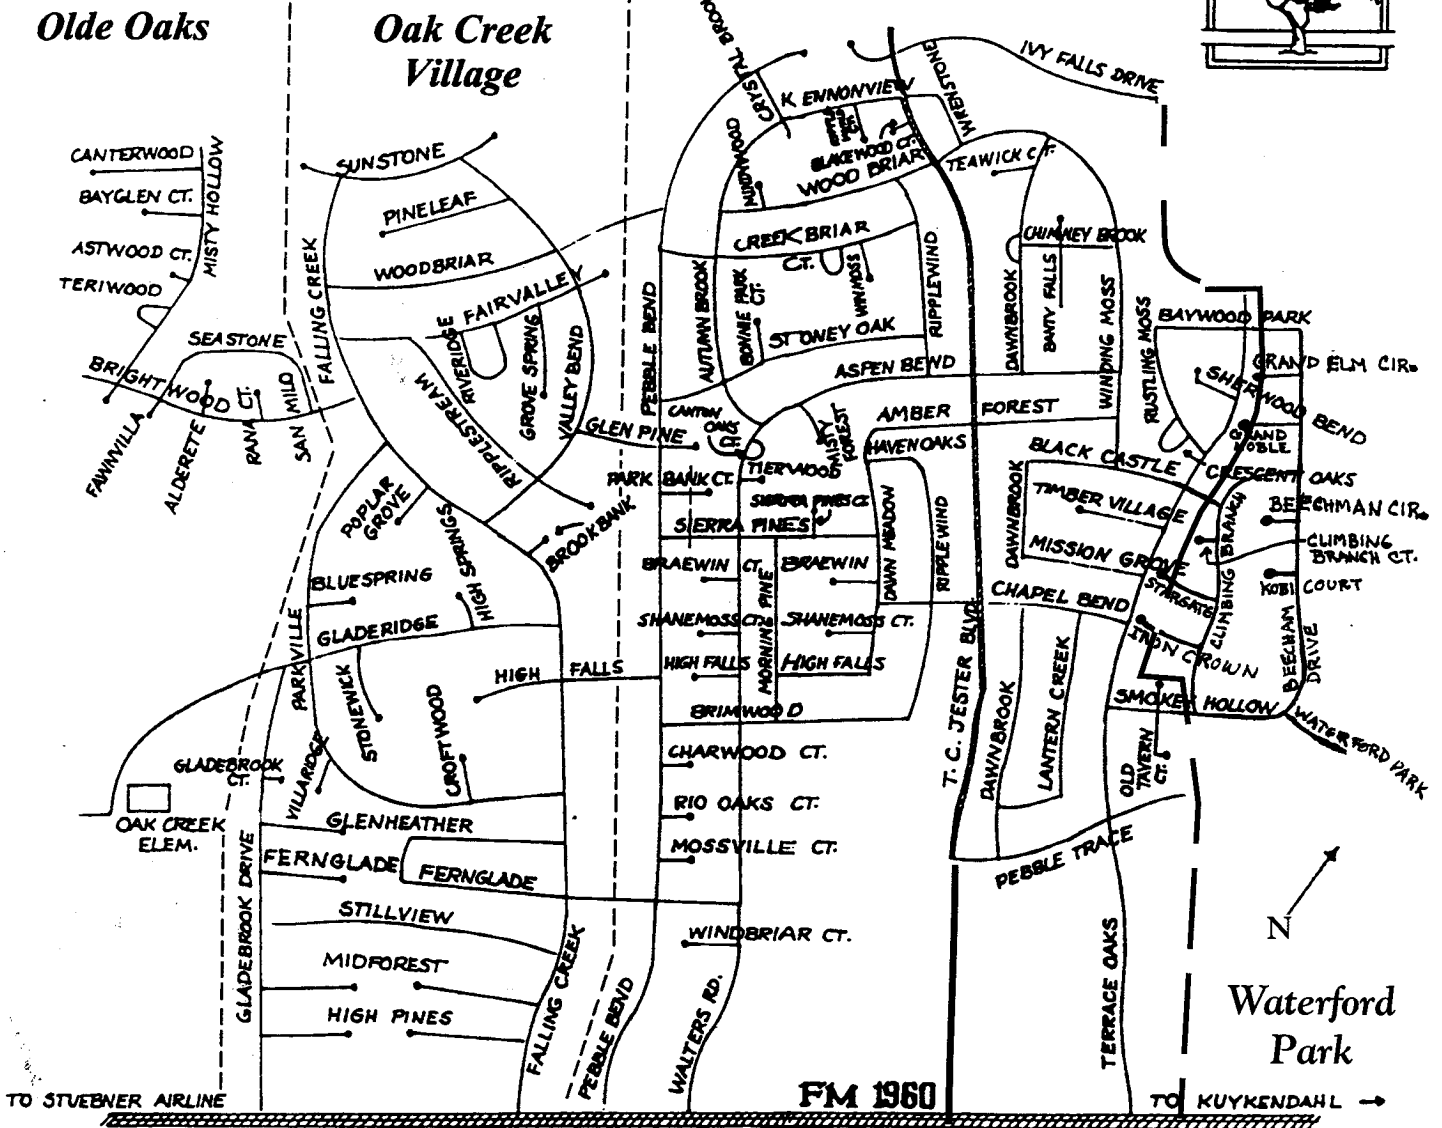 Olde Oaks
Oak Creek
Village
CRYSTAL BROOK
KENNONVIEW
WRENSTONE
IVY FALLS DRIVE
CANTERWOOD
MISTY HOLLOW
BAYGLEN CT.
ASTWOOD CT.
TERIWOOD
SUNSTONE
PINELEAF
WOODBRIAR
FAIRVALLEY
FALLING CREEK
MINDYWOOD
BLAKEWOOD CT.
WOOD BRIAR
TEAWICK CT.
CREEKBRIAR
CT.
CHIMNEY BROOK
SEASTONE
BRIGHTWOOD
FAWNVILLA
ALDERETE
RANA CT.
SAN MILO
RIVERIDGE
GROVE SPRING
VALLEY BEND
RIPPLESTREAM
PEBBLE BEND
AUTUMN BROOK
BONNIE PARK
CT.
WINMOSS
STONEY OAK
RIPPLEWIND
DAWNBROOK
BANTY FALLS
WINDING MOSS
RUSTLING MOSS
BAYWOOD PARK
GRAND ELM CIR.
SHERWOOD BEND
ASPEN BEND
GLEN PINE
CANTON
OAKS
CT.
MISTY
FOREST
AMBER FOREST
HAVENOAKS
BLACK CASTLE
GRAND
NOBLE
CRESCENT OAKS
POPLAR
GROVE
HIGH SPRINGS
BROOKBANK
PARK BANK CT.
TIERWOOD
SIERRA PINES CT.
SIERRA PINES
DAWN MEADOW
RIPPLEWIND
DAWNBROOK
TIMBER VILLAGE
MISSION GROVE
CLIMBING BRANCH
BEECHMAN CIR.
CLIMBING
BRANCH CT.
KOBI COURT
STARGATE
BLUESPRING
BRAEWIN CT.
BRAEWIN
MORNING PINE
CHAPEL BEND
PARKVILLE
GLADERIDGE
SHANEMOSS CT.
SHANEMOSS CT.
IRON CROWN
BEECHAM
DRIVE
STONEWICK
CROFTWOOD
HIGH FALLS
HIGH FALLS
HIGH FALLS
T. C. JESTER BLVD.
DAWNBROOK
LANTERN CREEK
SMOKEY HOLLOW
WATERFORD PARK
BRIMWOOD
GLADEBROOK
CT.
VILLARIDGE
CHARWOOD CT.
OLD
TAVERN
CT.
OAK CREEK
ELEM.
GLENHEATHER
RIO OAKS CT.
FERNGLADE
FERNGLADE
MOSSVILLE CT.
PEBBLE TRACE
GLADEBROOK DRIVE
STILLVIEW
WINDBRIAR CT.
N
MIDFOREST
HIGH PINES
FALLING CREEK
PEBBLE BEND
WALTERS RD.
TERRACE OAKS
Waterford
Park
TO STUEBNER AIRLINE
FM 1960
TO KUYKENDAHL →